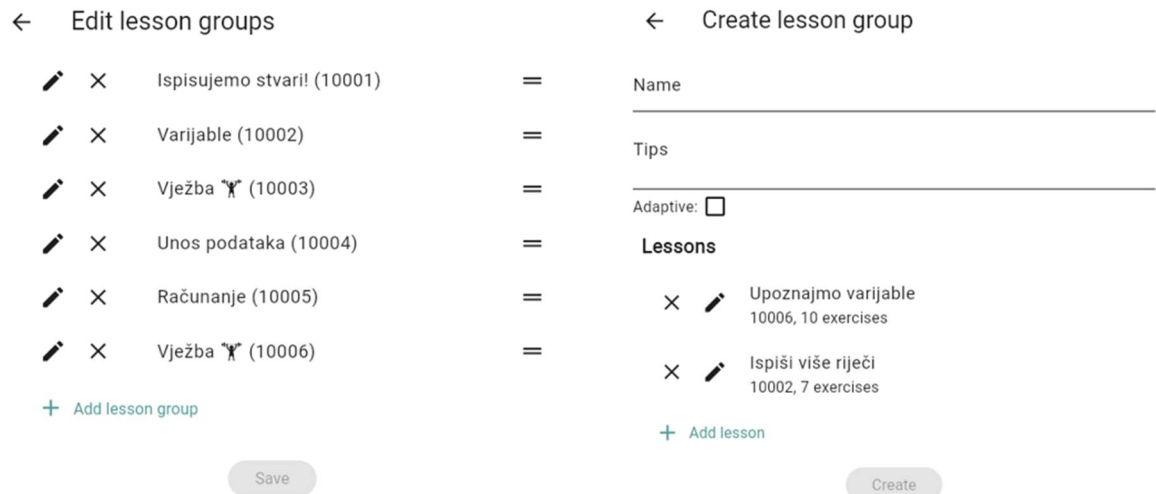 Edit lesson groups
Ispisujemo stvari! (10001)
Varijable (10002)
Vježba 🏋 (10003)
Unos podataka (10004)
Računanje (10005)
Vježba 🏋 (10006)
Add lesson group
Save
Create lesson group
Name
Tips
Adaptive:
Lessons
Upoznajmo varijable
10006, 10 exercises
Ispiši više riječi
10002, 7 exercises
Add lesson
Create